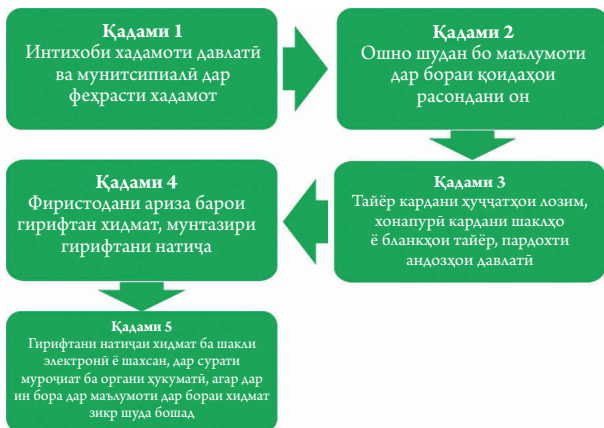 Қадами 1
Интихоби хадамоти давлатӣ
ва мунитсипиалӣ дар
феҳрасти хадамот
Қадами 2
Ошно шудан бо маълумоти
дар бораи қоидаҳои
расондани он
Қадами 3
Тайёр кардани ҳуҷҷатҳои лозим,
хонапурӣ кардани шаклҳо
ё бланкҳои тайёр, пардохти
андозҳои давлатӣ
Қадами 4
Фиристодани ариза барои
гирифтан хидмат, мунтазири
гирифтани натиҷа
Қадами 5
Гирифтани натиҷаи хидмат ба шакли
электронӣ ё шахсан, дар сурати
муроҷиат ба органи ҳукуматӣ, агар дар
ин бора дар маълумоти дар бораи хидмат
зикр шуда бошад